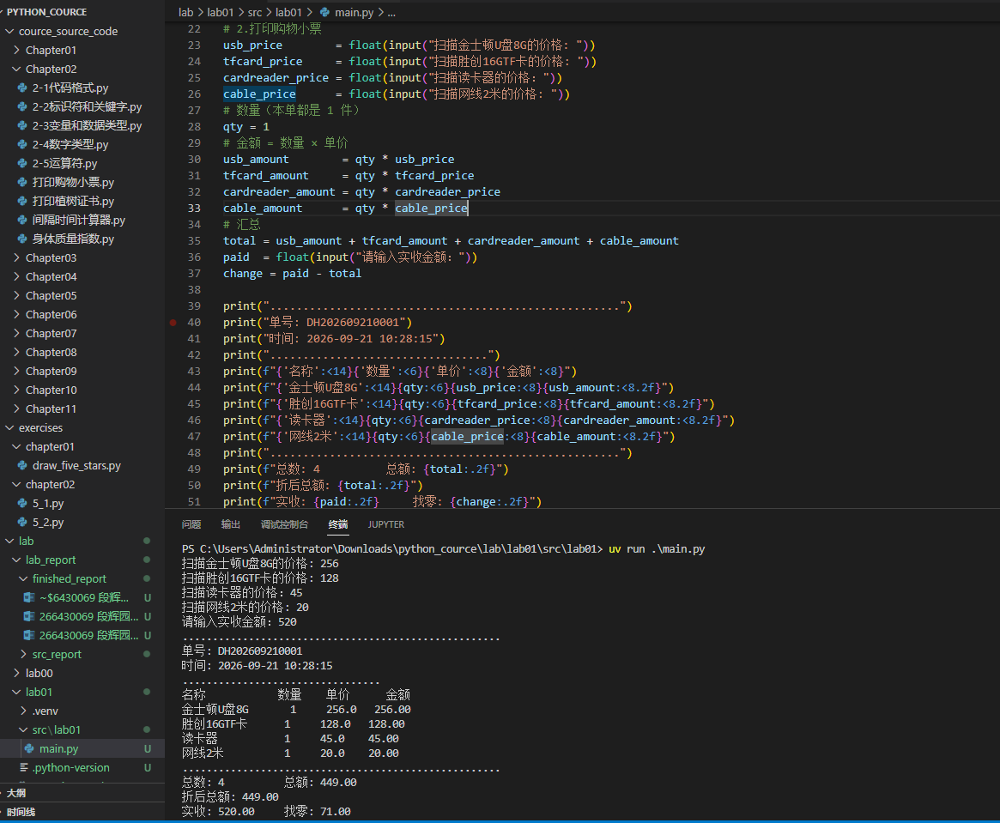 PYTHON_COURCE
cource_source_code
Chapter01
Chapter02
2-1代码格式.py
2-2标识符和关键字.py
2-3变量和数据类型.py
2-4数字类型.py
2-5运算符.py
打印购物小票.py
打印植树证书.py
间隔时间计算器.py
身体质量指数.py
Chapter03
Chapter04
Chapter05
Chapter06
Chapter07
Chapter08
Chapter09
Chapter10
Chapter11
exercises
chapter01
draw_five_stars.py
chapter02
5_1.py
5_2.py
lab
lab_report
finished_report
~$6430069 段辉... U
266430069 段辉园... U
266430069 段辉园... U
src_report
lab00
lab01
.venv
src\lab01
main.py U
.python-version U
大纲
时间线
lab > lab01 > src > lab01 > main.py > ...
22 # 2.打印购物小票
23 usb_price        = float(input("扫描金士顿U盘8G的价格: "))
24 tfcard_price     = float(input("扫描胜创16GTF卡的价格: "))
25 cardreader_price = float(input("扫描读卡器的价格: "))
26 cable_price      = float(input("扫描网线2米的价格: "))
27 # 数量（本单都是 1 件）
28 qty = 1
29 # 金额 = 数量 × 单价
30 usb_amount        = qty * usb_price
31 tfcard_amount     = qty * tfcard_price
32 cardreader_amount = qty * cardreader_price
33 cable_amount      = qty * cable_price
34 # 汇总
35 total = usb_amount + tfcard_amount + cardreader_amount + cable_amount
36 paid  = float(input("请输入实收金额: "))
37 change = paid - total
38
39 print(".....................................................")
40 print("单号: DH202609210001")
41 print("时间: 2026-09-21 10:28:15")
42 print(".................................")
43 print(f"{'名称':<14}{'数量':<6}{'单价':<8}{'金额':<8}")
44 print(f"{'金士顿U盘8G':<14}{qty:<6}{usb_price:<8}{usb_amount:<8.2f}")
45 print(f"{'胜创16GTF卡':<14}{qty:<6}{tfcard_price:<8}{tfcard_amount:<8.2f}")
46 print(f"{'读卡器':<14}{qty:<6}{cardreader_price:<8}{cardreader_amount:<8.2f}")
47 print(f"{'网线2米':<14}{qty:<6}{cable_price:<8}{cable_amount:<8.2f}")
48 print(".....................................................")
49 print(f"总数: 4          总额: {total:.2f}")
50 print(f"折后总额: {total:.2f}")
51 print(f"实收: {paid:.2f}     找零: {change:.2f}")
问题 输出 调试控制台 终端 JUPYTER
PS C:\Users\Administrator\Downloads\python_cource\lab\lab01\src\lab01> uv run .\main.py
扫描金士顿U盘8G的价格: 256
扫描胜创16GTF卡的价格: 128
扫描读卡器的价格: 45
扫描网线2米的价格: 20
请输入实收金额: 520
.....................................................
单号: DH202609210001
时间: 2026-09-21 10:28:15
.................................
名称            数量    单价      金额
金士顿U盘8G       1     256.0   256.00
胜创16GTF卡      1     128.0   128.00
读卡器           1     45.0    45.00
网线2米          1     20.0    20.00
.....................................................
总数: 4          总额: 449.00
折后总额: 449.00
实收: 520.00     找零: 71.00